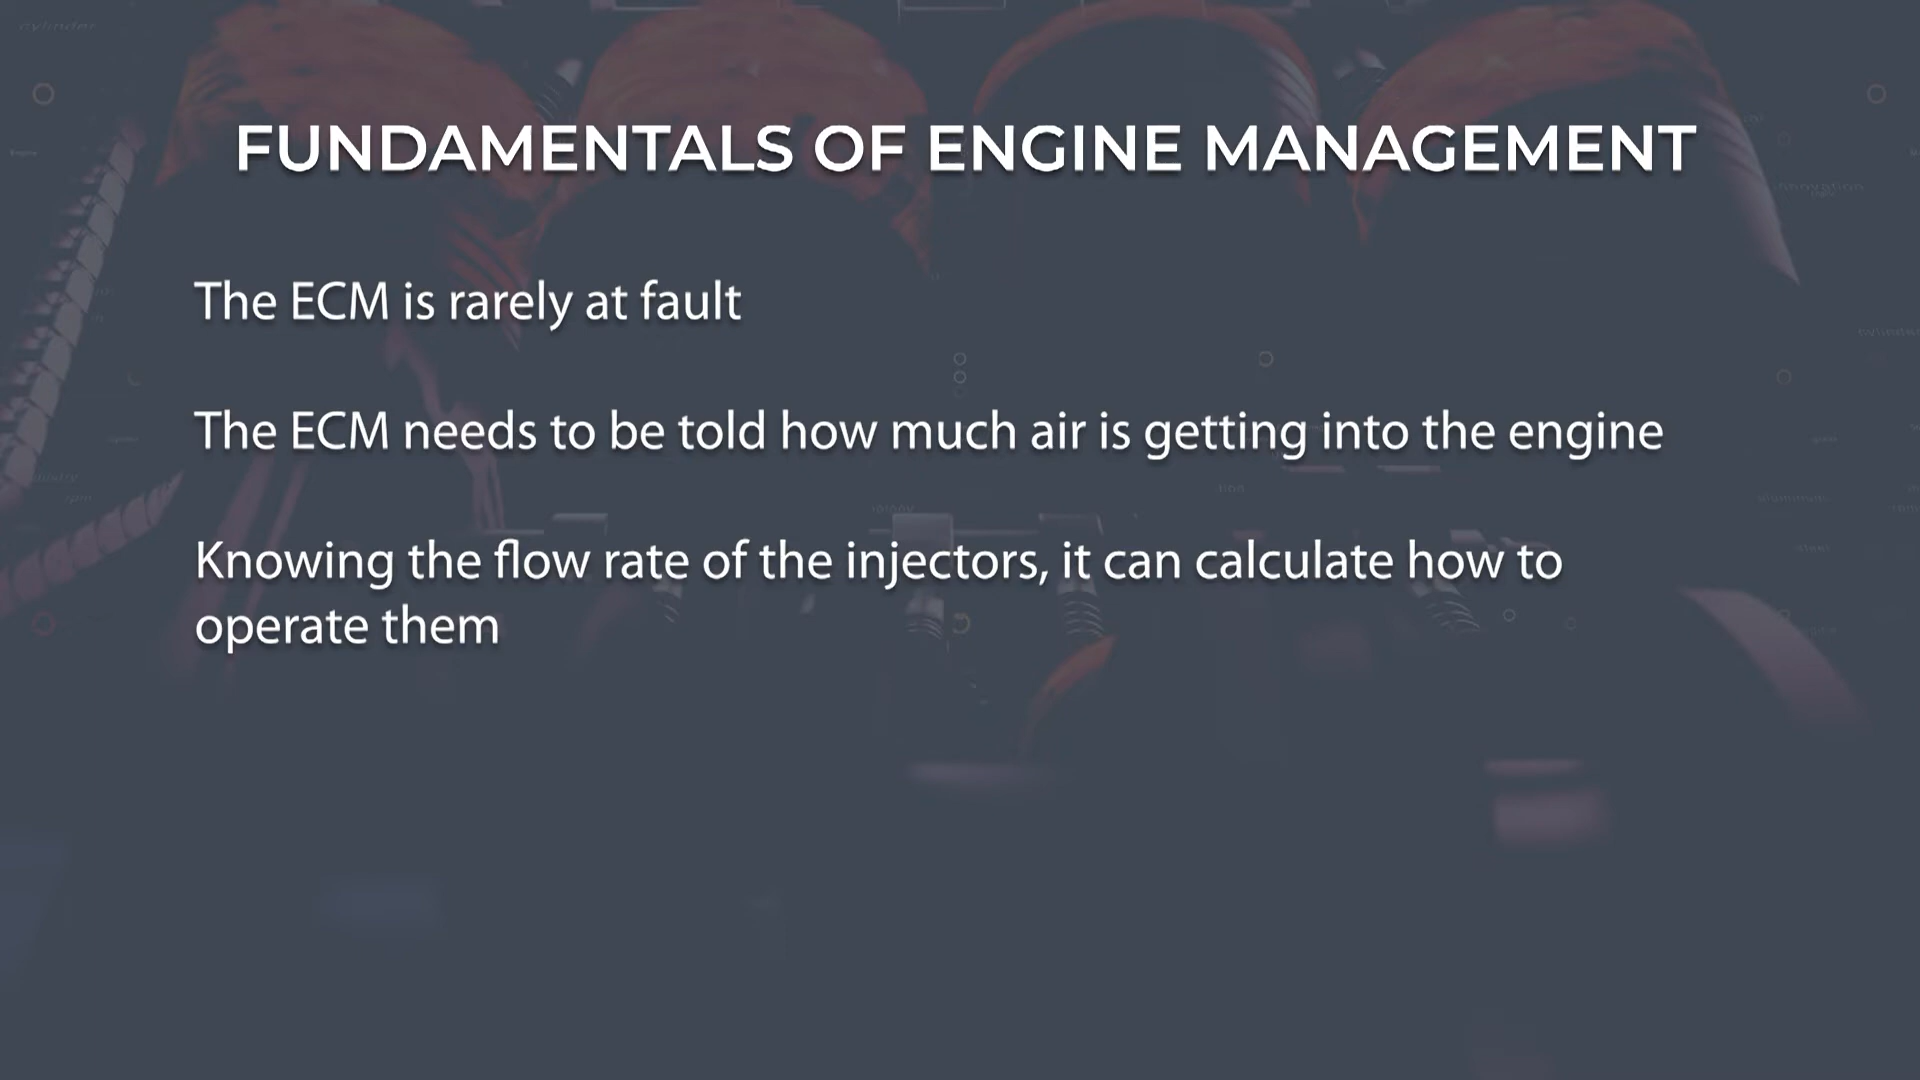 FUNDAMENTALS OF ENGINE MANAGEMENT
The ECM is rarely at fault
The ECM needs to be told how much air is getting into the engine
Knowing the flow rate of the injectors, it can calculate how to
operate them